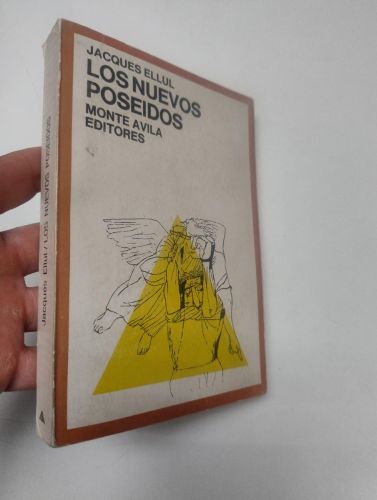 JACQUES ELLUL
LOS NUEVOS
POSEIDOS
MONTE AVILA
EDITORES
Jacques Ellul / LOS NUEVOS POSEIDOS